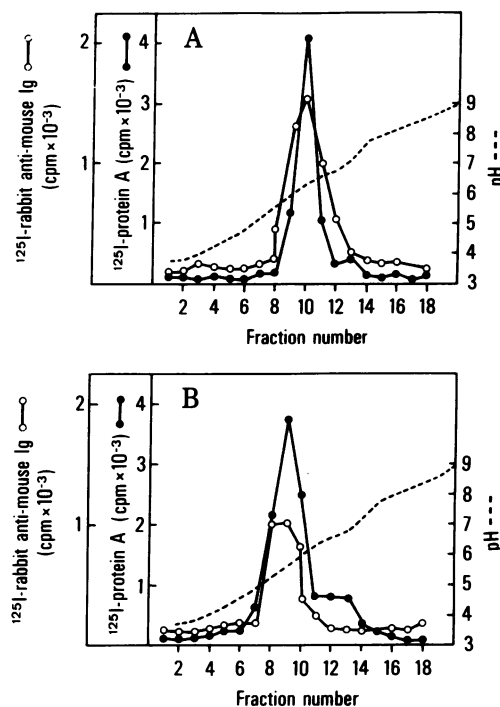 A
¹²⁵I-rabbit anti-mouse Ig
(cpm × 10⁻³)
2
1
¹²⁵I-protein A (cpm × 10⁻³)
4
3
2
1
9
8
7
6
5
4
3
pH
2 4 6 8 10 12 14 16 18
Fraction number
B
¹²⁵I-rabbit anti-mouse Ig
(cpm × 10⁻³)
2
1
¹²⁵I-protein A (cpm × 10⁻³)
4
3
2
1
9
8
7
6
5
4
3
pH
2 4 6 8 10 12 14 16 18
Fraction number